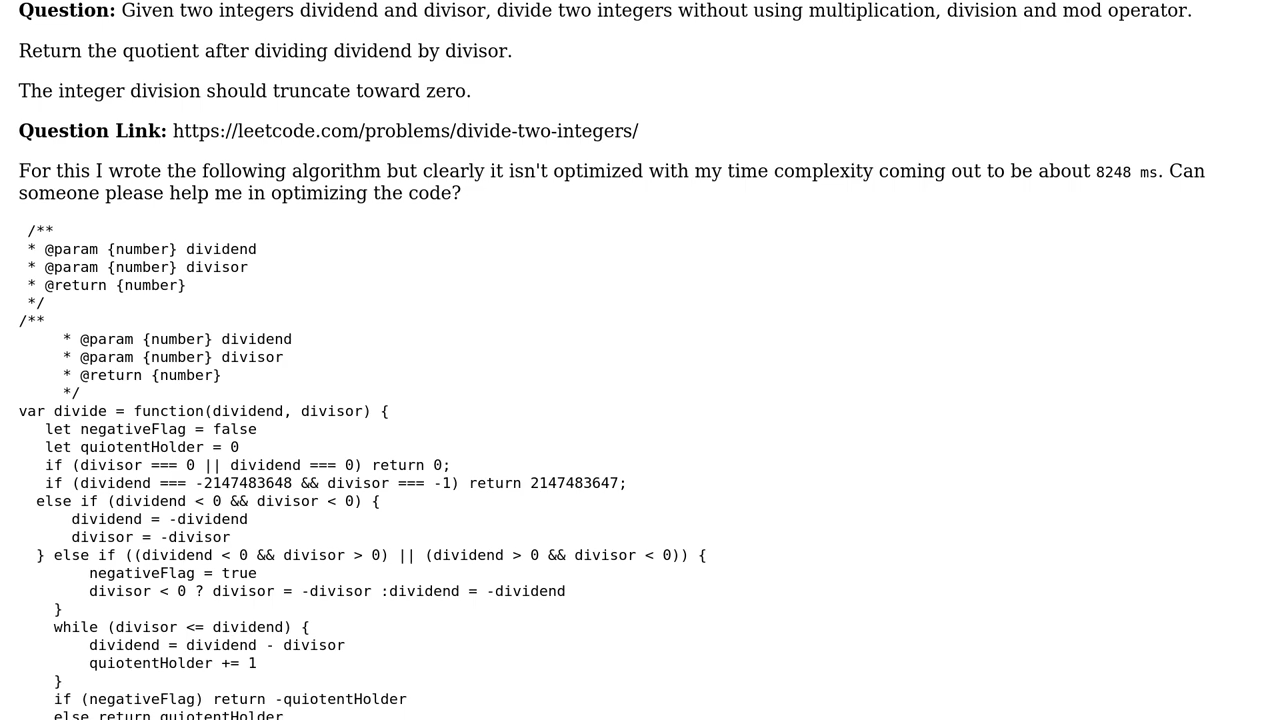 Question: Given two integers dividend and divisor, divide two integers without using multiplication, division and mod operator.
Return the quotient after dividing dividend by divisor.
The integer division should truncate toward zero.
Question Link: https://leetcode.com/problems/divide-two-integers/
For this I wrote the following algorithm but clearly it isn't optimized with my time complexity coming out to be about 8248 ms. Can
someone please help me in optimizing the code?
/**
* @param {number} dividend
* @param {number} divisor
* @return {number}
*/
/**
* @param {number} dividend
* @param {number} divisor
* @return {number}
*/
var divide = function(dividend, divisor) {
let negativeFlag = false
let quiotentHolder = 0
if (divisor === 0 || dividend === 0) return 0;
if (dividend === -2147483648 && divisor === -1) return 2147483647;
else if (dividend < 0 && divisor < 0) {
dividend = -dividend
divisor = -divisor
} else if ((dividend < 0 && divisor > 0) || (dividend > 0 && divisor < 0)) {
negativeFlag = true
divisor < 0 ? divisor = -divisor :dividend = -dividend
}
while (divisor <= dividend) {
dividend = dividend - divisor
quiotentHolder += 1
}
if (negativeFlag) return -quiotentHolder
else return quiotentHolder